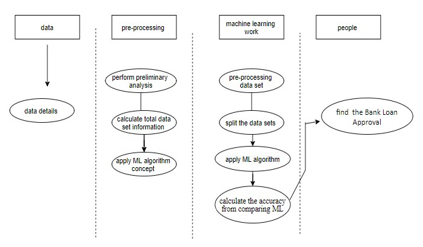 data
pre-processing
machine learning
work
people
data details
perform preliminary
analysis
calculate total data
set information
apply ML algorithm
concept
pre-processing
data set
split the data sets
apply ML algorithm
calculate the accuracy
from comparing ML
find the Bank Loan
Approval